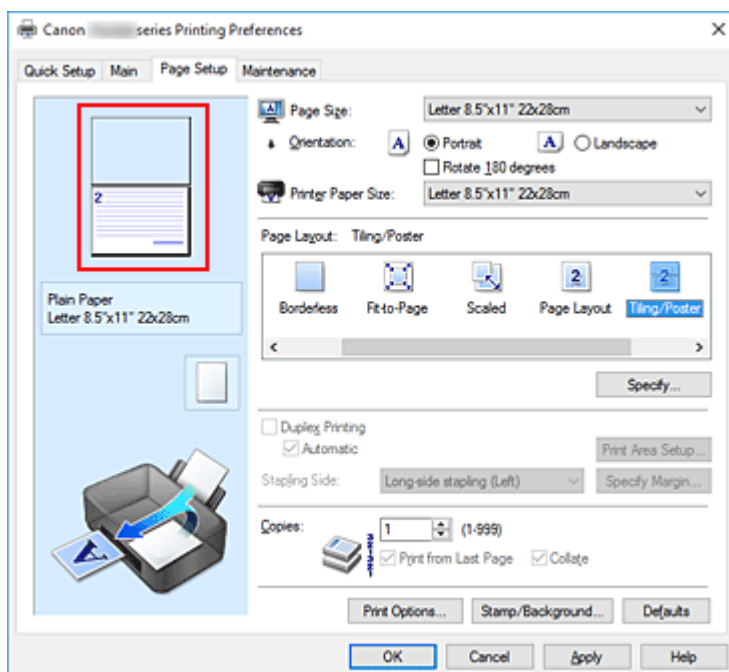 Canon series Printing Preferences
Quick Setup Main Page Setup Maintenance
2
Plain Paper
Letter 8.5"x11" 22x28cm
Page Size: Letter 8.5"x11" 22x28cm
Orientation: A Portrait A Landscape
Rotate 180 degrees
Printer Paper Size: Letter 8.5"x11" 22x28cm
Page Layout: Tiling/Poster
2 2
Borderless Fit-to-Page Scaled Page Layout Tiling/Poster
Specify...
Duplex Printing
Automatic Print Area Setup...
Stapling Side: Long-side stapling (Left) Specify Margin...
Copies: 1 (1-999)
Print from Last Page Collate
A
Print Options... Stamp/Background... Defaults
OK Cancel Apply Help